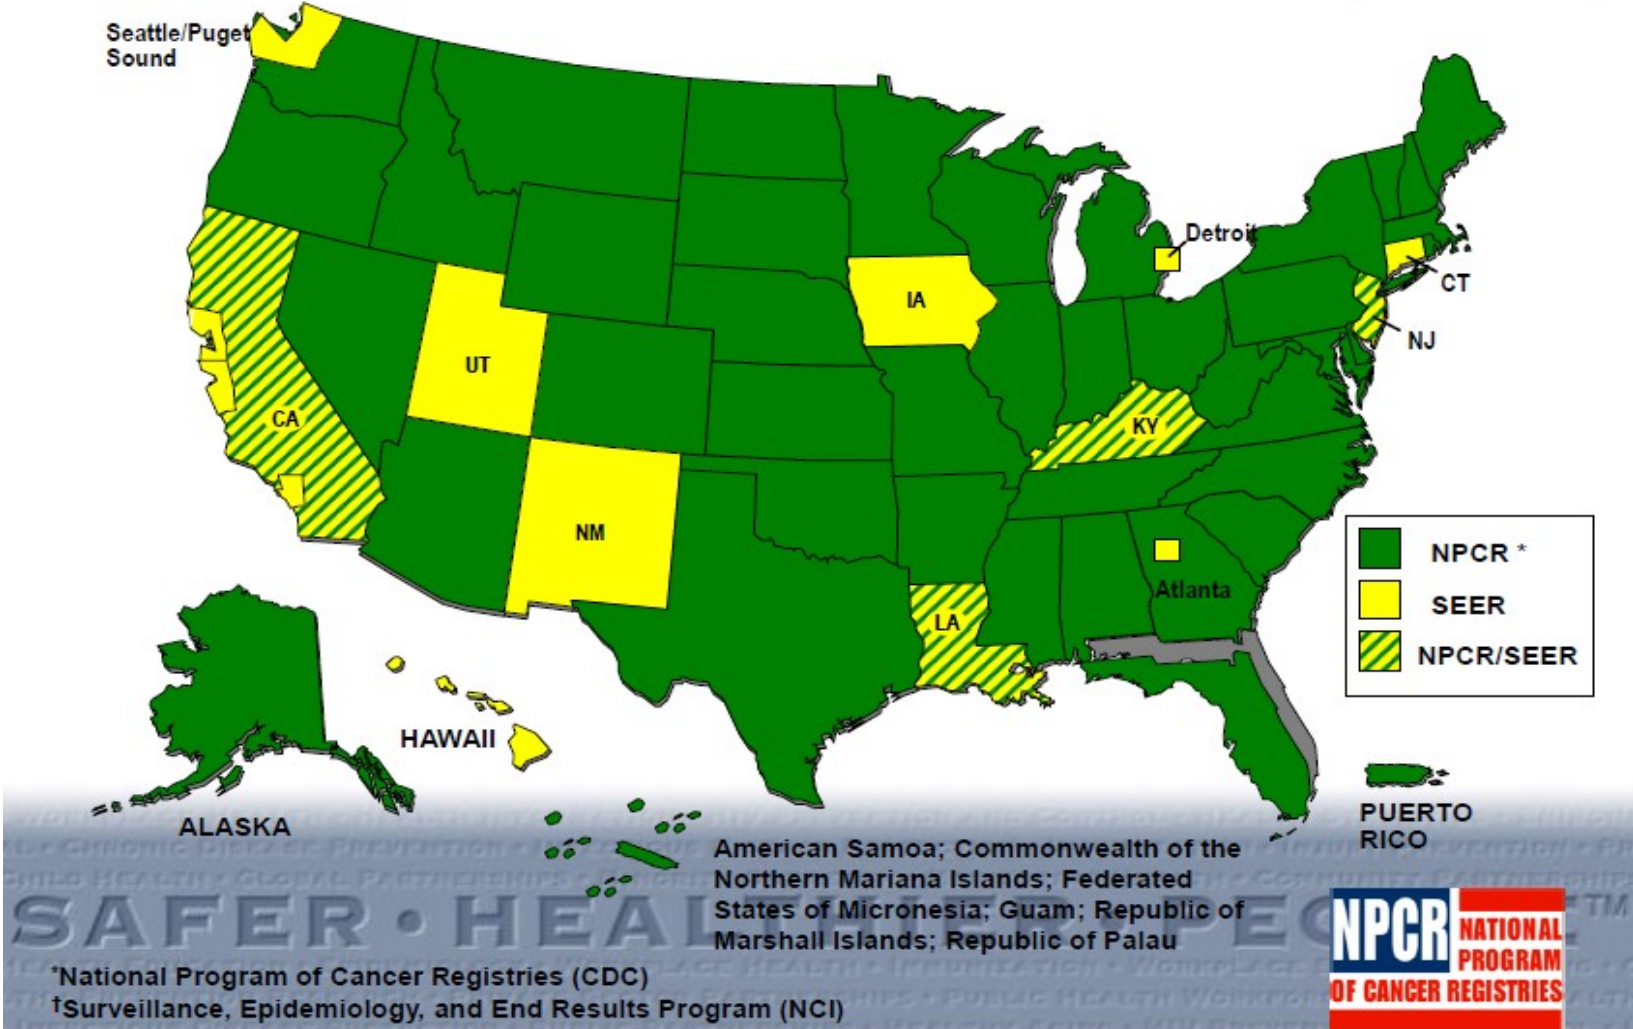 Seattle/Puget
Sound
Detroit
CT
NJ
IA
UT
CA
KY
NM
NPCR *
SEER
NPCR/SEER
Atlanta
LA
HAWAII
ALASKA
PUERTO
RICO
American Samoa; Commonwealth of the
Northern Mariana Islands; Federated
States of Micronesia; Guam; Republic of
Marshall Islands; Republic of Palau
SAFER • HEALTHIER • PEOPLE™
NPCR NATIONAL
PROGRAM
OF CANCER REGISTRIES
*National Program of Cancer Registries (CDC)
†Surveillance, Epidemiology, and End Results Program (NCI)